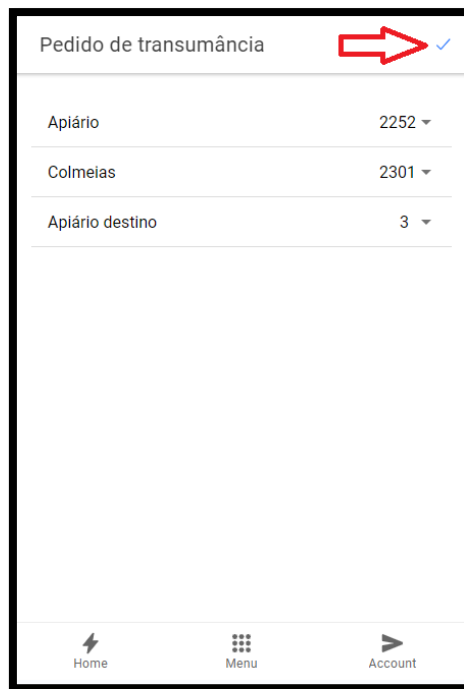 Pedido de transumância
Apiário 2252
Colmeias 2301
Apiário destino 3
Home Menu Account